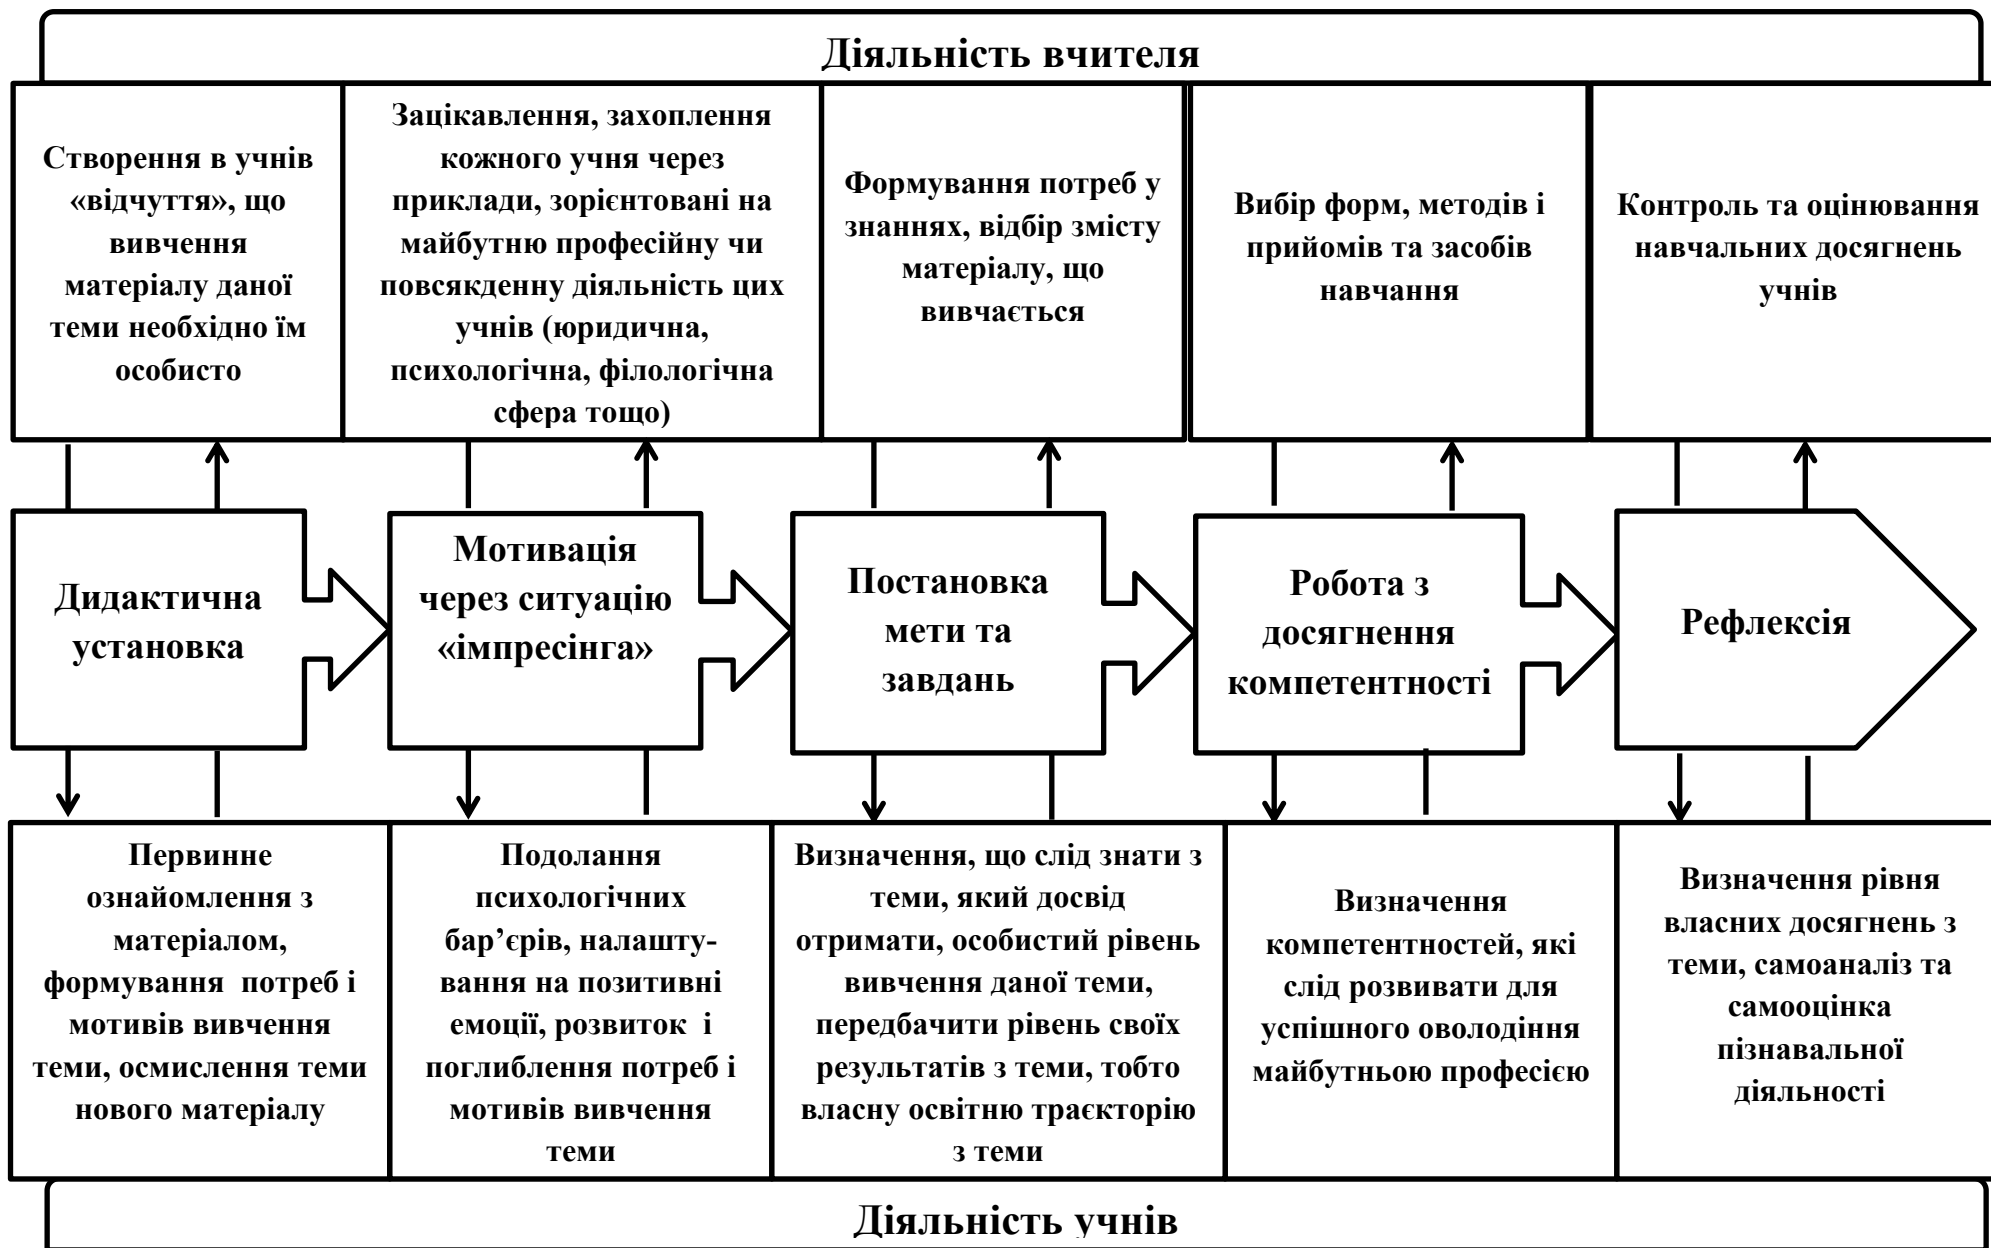 Діяльність вчителя
Створення в учнів
«відчуття», що
вивчення
матеріалу даної
теми необхідно їм
особисто
Зацікавлення, захоплення
кожного учня через
приклади, зорієнтовані на
майбутню професійну чи
повсякденну діяльність цих
учнів (юридична,
психологічна, філологічна
сфера тощо)
Формування потреб у
знаннях, відбір змісту
матеріалу, що
вивчається
Вибір форм, методів і
прийомів та засобів
навчання
Контроль та оцінювання
навчальних досягнень
учнів
Дидактична
установка
Мотивація
через ситуацію
«імпресінга»
Постановка
мети та
завдань
Робота з
досягнення
компетентності
Рефлексія
Первинне
ознайомлення з
матеріалом,
формування потреб і
мотивів вивчення
теми, осмислення теми
нового матеріалу
Подолання
психологічних
бар’єрів, налашту-
вання на позитивні
емоції, розвиток і
поглиблення потреб і
мотивів вивчення
теми
Визначення, що слід знати з
теми, який досвід
отримати, особистий рівень
вивчення даної теми,
передбачити рівень своїх
результатів з теми, тобто
власну освітню траєкторію
з теми
Визначення
компетентностей, які
слід розвивати для
успішного оволодіння
майбутньою професією
Визначення рівня
власних досягнень з
теми, самоаналіз та
самооцінка
пізнавальної
діяльності
Діяльність учнів